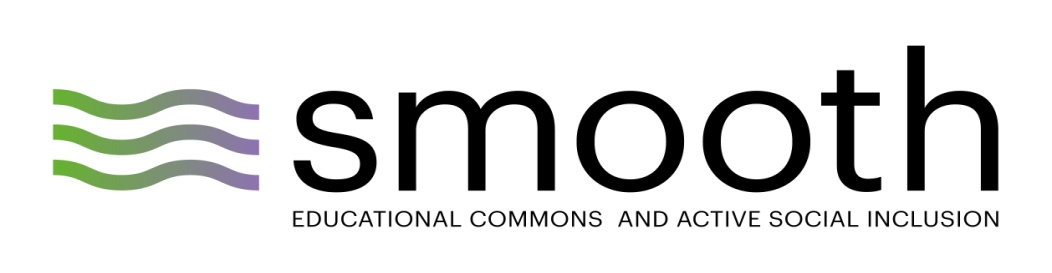 smooth
EDUCATIONAL COMMONS AND ACTIVE SOCIAL INCLUSION